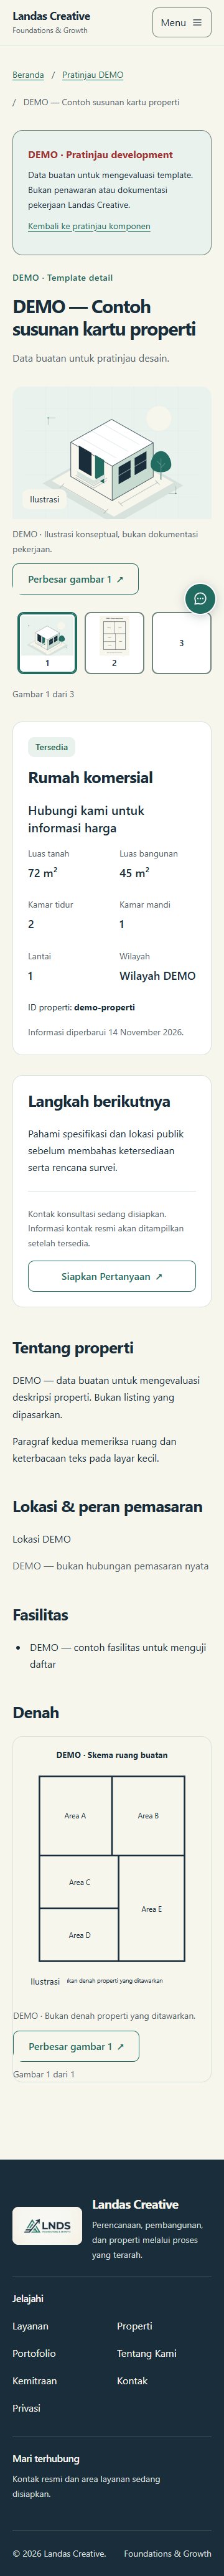 Landas Creative
Foundations & Growth
Menu
Beranda / Pratinjau DEMO
/ DEMO — Contoh susunan kartu properti
DEMO · Pratinjau development
Data buatan untuk mengevaluasi template.
Bukan penawaran atau dokumentasi
pekerjaan Landas Creative.
Kembali ke pratinjau komponen
DEMO · Template detail
DEMO — Contoh
susunan kartu properti
Data buatan untuk pratinjau desain.
Ilustrasi
DEMO · Ilustrasi konseptual, bukan dokumentasi
pekerjaan.
Perbesar gambar 1 ↗
1
2
3
Gambar 1 dari 3
Tersedia
Rumah komersial
Hubungi kami untuk
informasi harga
Luas tanah
Luas bangunan
72 m²
45 m²
Kamar tidur
Kamar mandi
2
1
Lantai
Wilayah
1
Wilayah DEMO
ID properti: demo-properti
Informasi diperbarui 14 November 2025.
Langkah berikutnya
Pahami spesifikasi dan lokasi publik
sebelum membahas ketersediaan
serta rencana survei.
Kontak konsultasi sedang disiapkan.
Informasi kontak resmi akan ditampilkan
setelah tersedia.
Siapkan Pertanyaan ↗
Tentang properti
DEMO — data buatan untuk mengevaluasi
deskripsi properti. Bukan listing yang
dipasarkan.
Paragraf kedua memeriksa ruang dan
keterbacaan teks pada layar kecil.
Lokasi & peran pemasaran
Lokasi DEMO
DEMO — bukan hubungan pemasaran nyata
Fasilitas
• DEMO — contoh fasilitas untuk menguji
daftar
Denah
DEMO · Skema ruang buatan
Area A
Area B
Area C
Area E
Area D
Ilustrasi
ukan denah properti yang ditawarkan
DEMO · Bukan denah properti yang ditawarkan.
Perbesar gambar 1 ↗
Gambar 1 dari 1
LNDS
Landas Creative
Perencanaan, pembangunan,
dan properti melalui proses
yang terarah.
Jelajahi
Layanan
Properti
Portofolio
Tentang Kami
Kemitraan
Kontak
Privasi
Mari terhubung
Kontak resmi dan area layanan sedang
disiapkan.
© 2026 Landas Creative.
Foundations & Growth